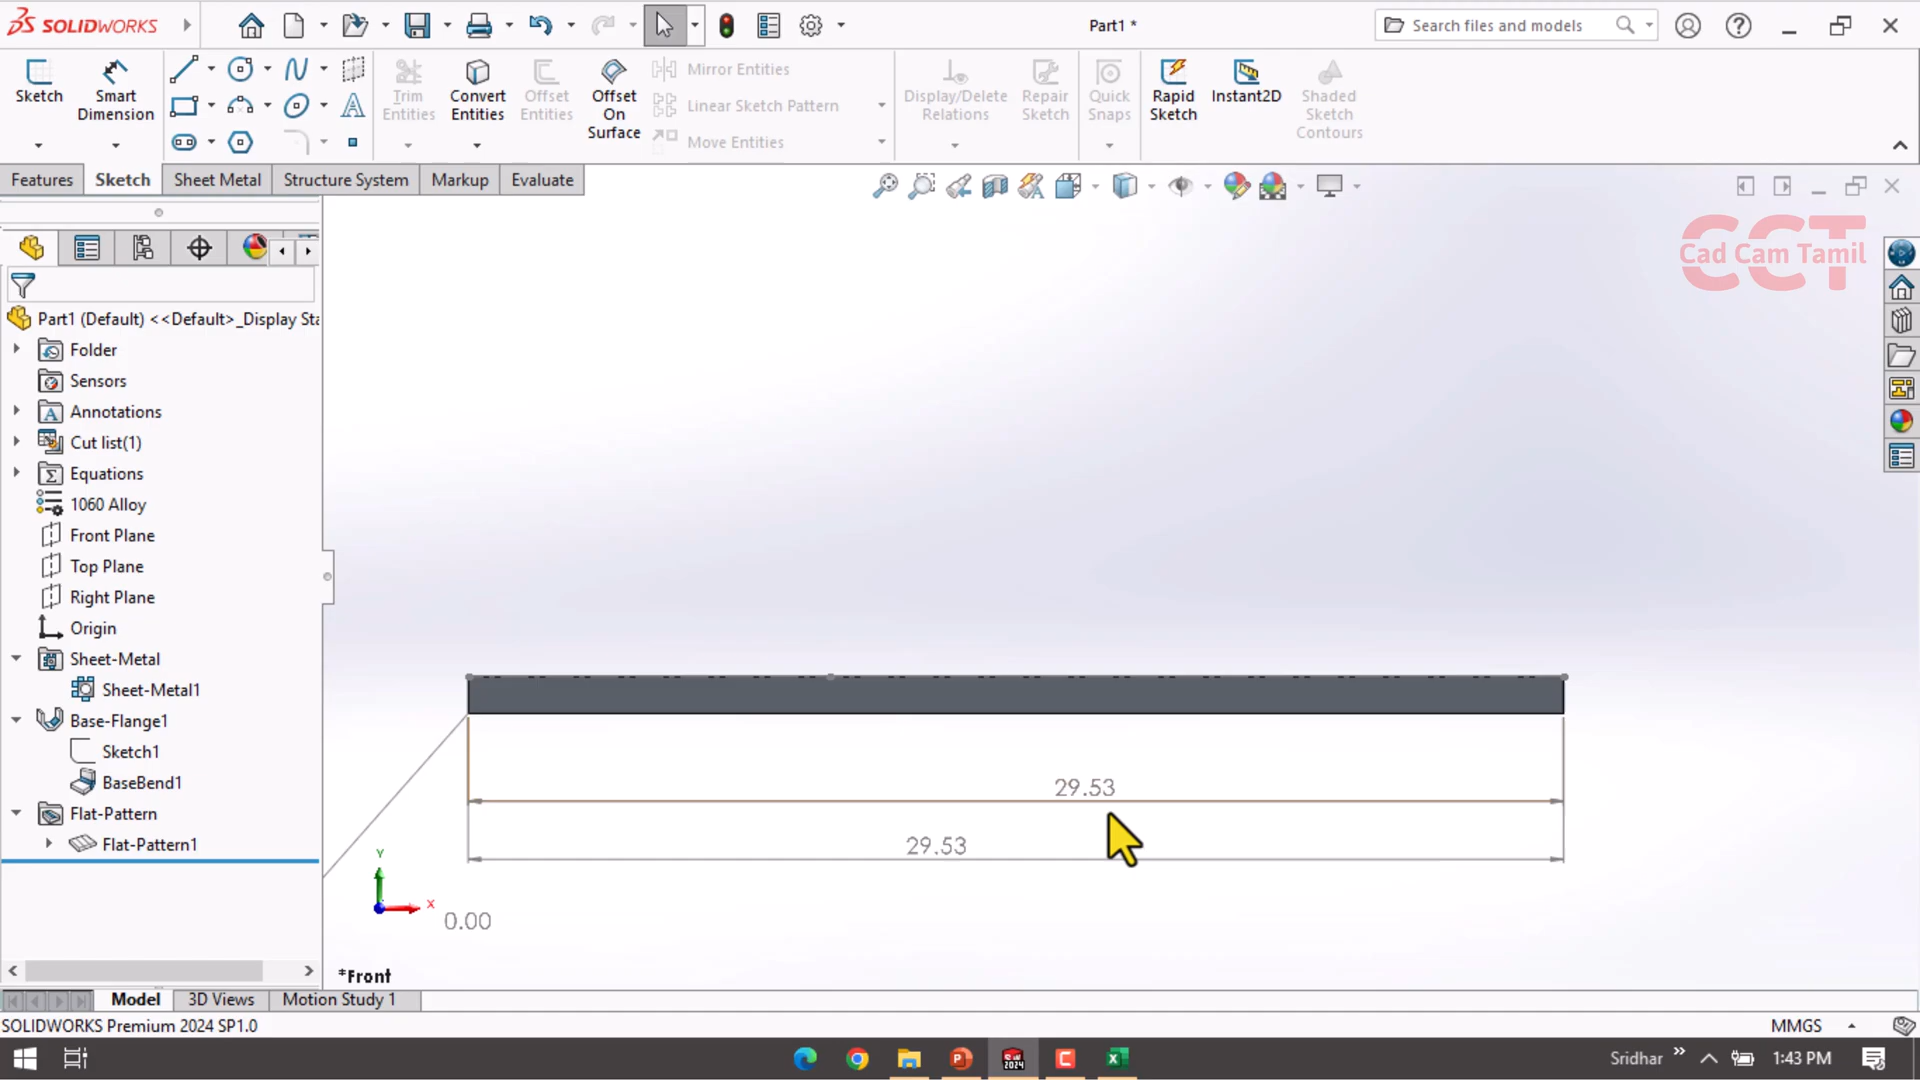 SOLIDWORKS
Part1 *
Search files and models
Sketch
Smart Dimension
Trim Entities
Convert Entities
Offset Entities
Offset On Surface
Mirror Entities
Linear Sketch Pattern
Move Entities
Display/Delete Relations
Repair Sketch
Quick Snaps
Rapid Sketch
Instant2D
Shaded Sketch Contours
Features
Sketch
Sheet Metal
Structure System
Markup
Evaluate
CCT
Cad Cam Tamil
Part1 (Default) <<Default>_Display Sta
Folder
Sensors
Annotations
Cut list(1)
Equations
1060 Alloy
Front Plane
Top Plane
Right Plane
Origin
Sheet-Metal
Sheet-Metal1
Base-Flange1
Sketch1
BaseBend1
Flat-Pattern
Flat-Pattern1
29.53
29.53
Y
X
0.00
*Front
Model
3D Views
Motion Study 1
SOLIDWORKS Premium 2024 SP1.0
MMGS
Sridhar
1:43 PM